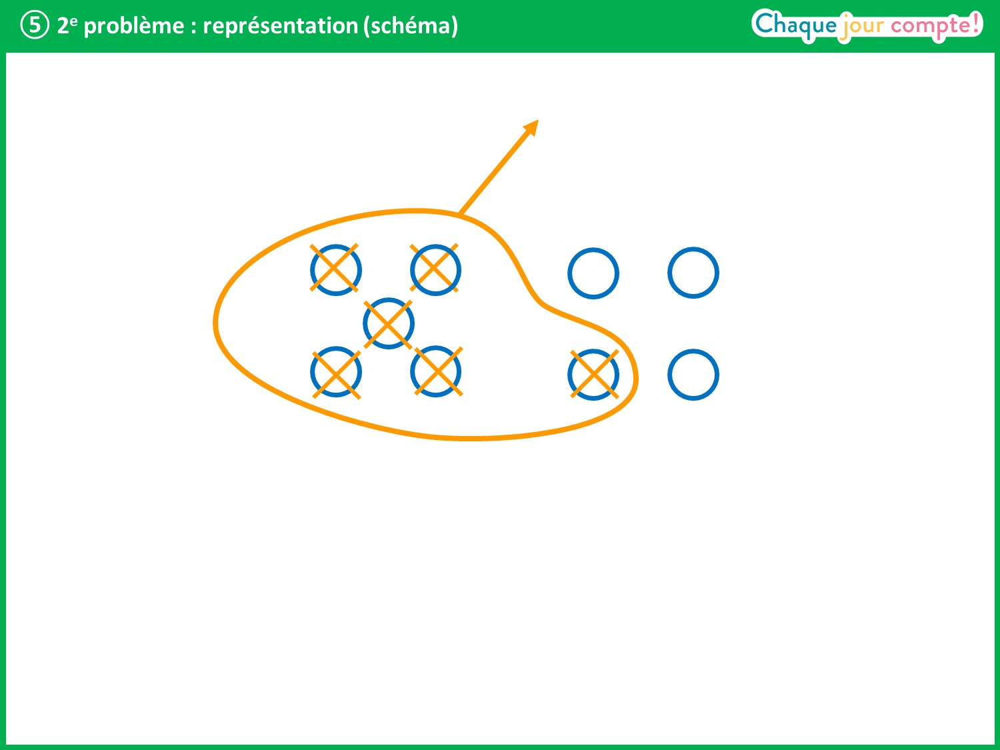 ⑤ 2ᵉ problème : représentation (schéma)
Chaque jour compte!